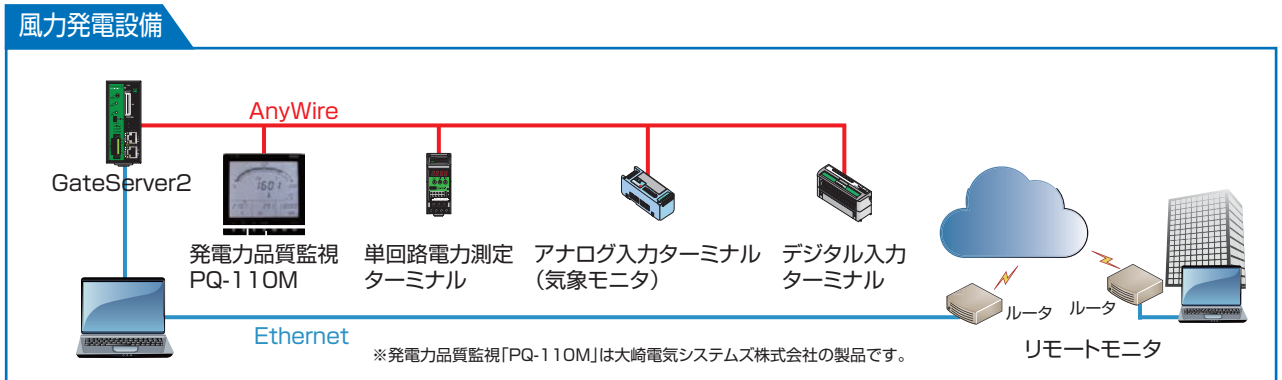 風力発電設備
AnyWire
GateServer2
発電力品質監視
PQ-110M
単回路電力測定
ターミナル
アナログ入力ターミナル
（気象モニタ）
デジタル入力
ターミナル
ルータ
ルータ
Ethernet
リモートモニタ
※発電力品質監視「PQ-110M」は大崎電気システムズ株式会社の製品です。